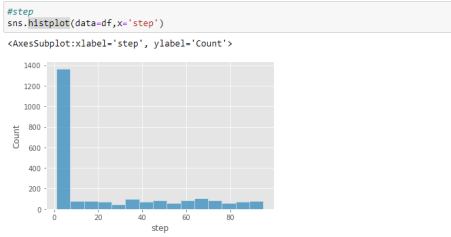 #step
sns.histplot(data=df,x='step')
<AxesSubplot:xlabel='step', ylabel='Count'>
1400
1200
1000
800
600
400
200
0
Count
0 20 40 60 80
step